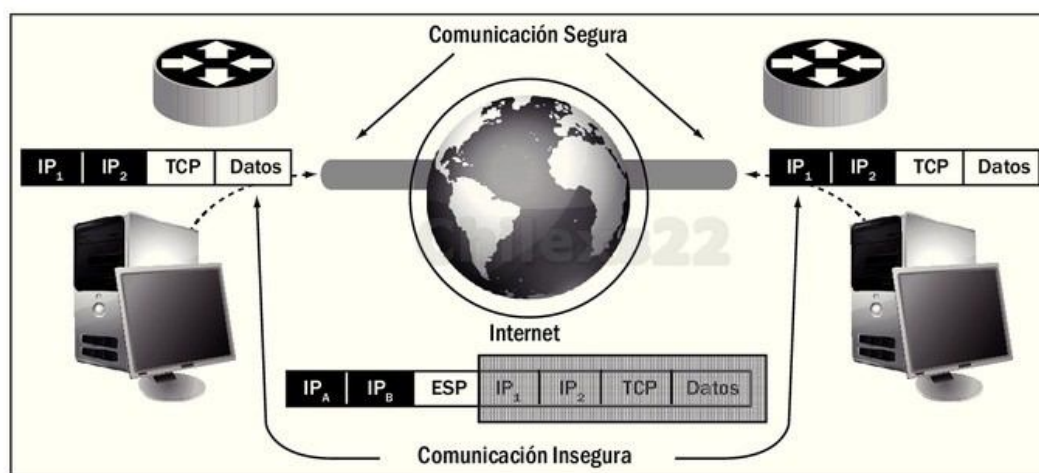 Comunicación Segura
IP1 IP2 TCP Datos
IP1 IP2 TCP Datos
Chilexs22
Internet
IPA IPB ESP IP1 IP2 TCP Datos
Comunicación Insegura